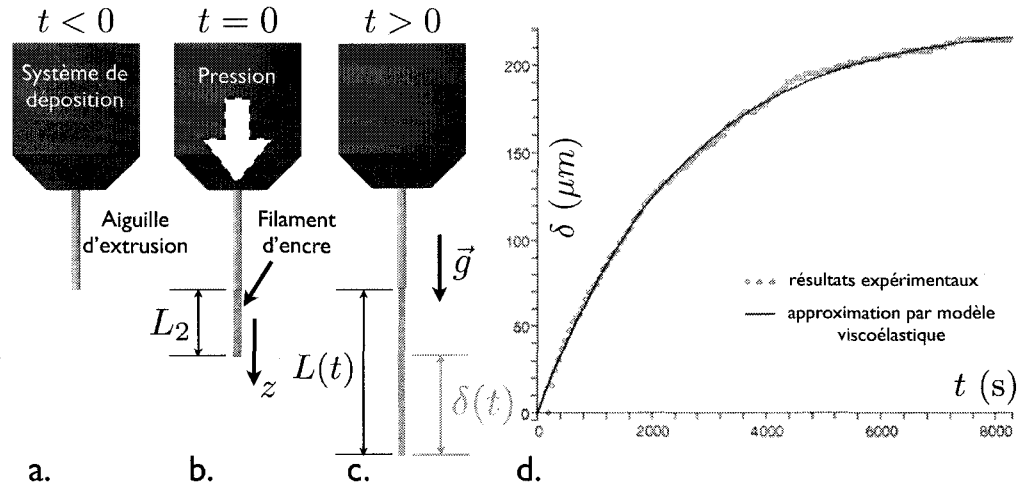 t < 0
t = 0
t > 0
Système de
déposition
Pression
Aiguille
d'extrusion
Filament
d'encre
L₂
z
L(t)
g⃗
δ(t)
a.
b.
c.
d.
δ (μm)
200
150
100
50
0
0
2000
4000
6000
8000
t (s)
résultats expérimentaux
approximation par modèle
viscoélastique